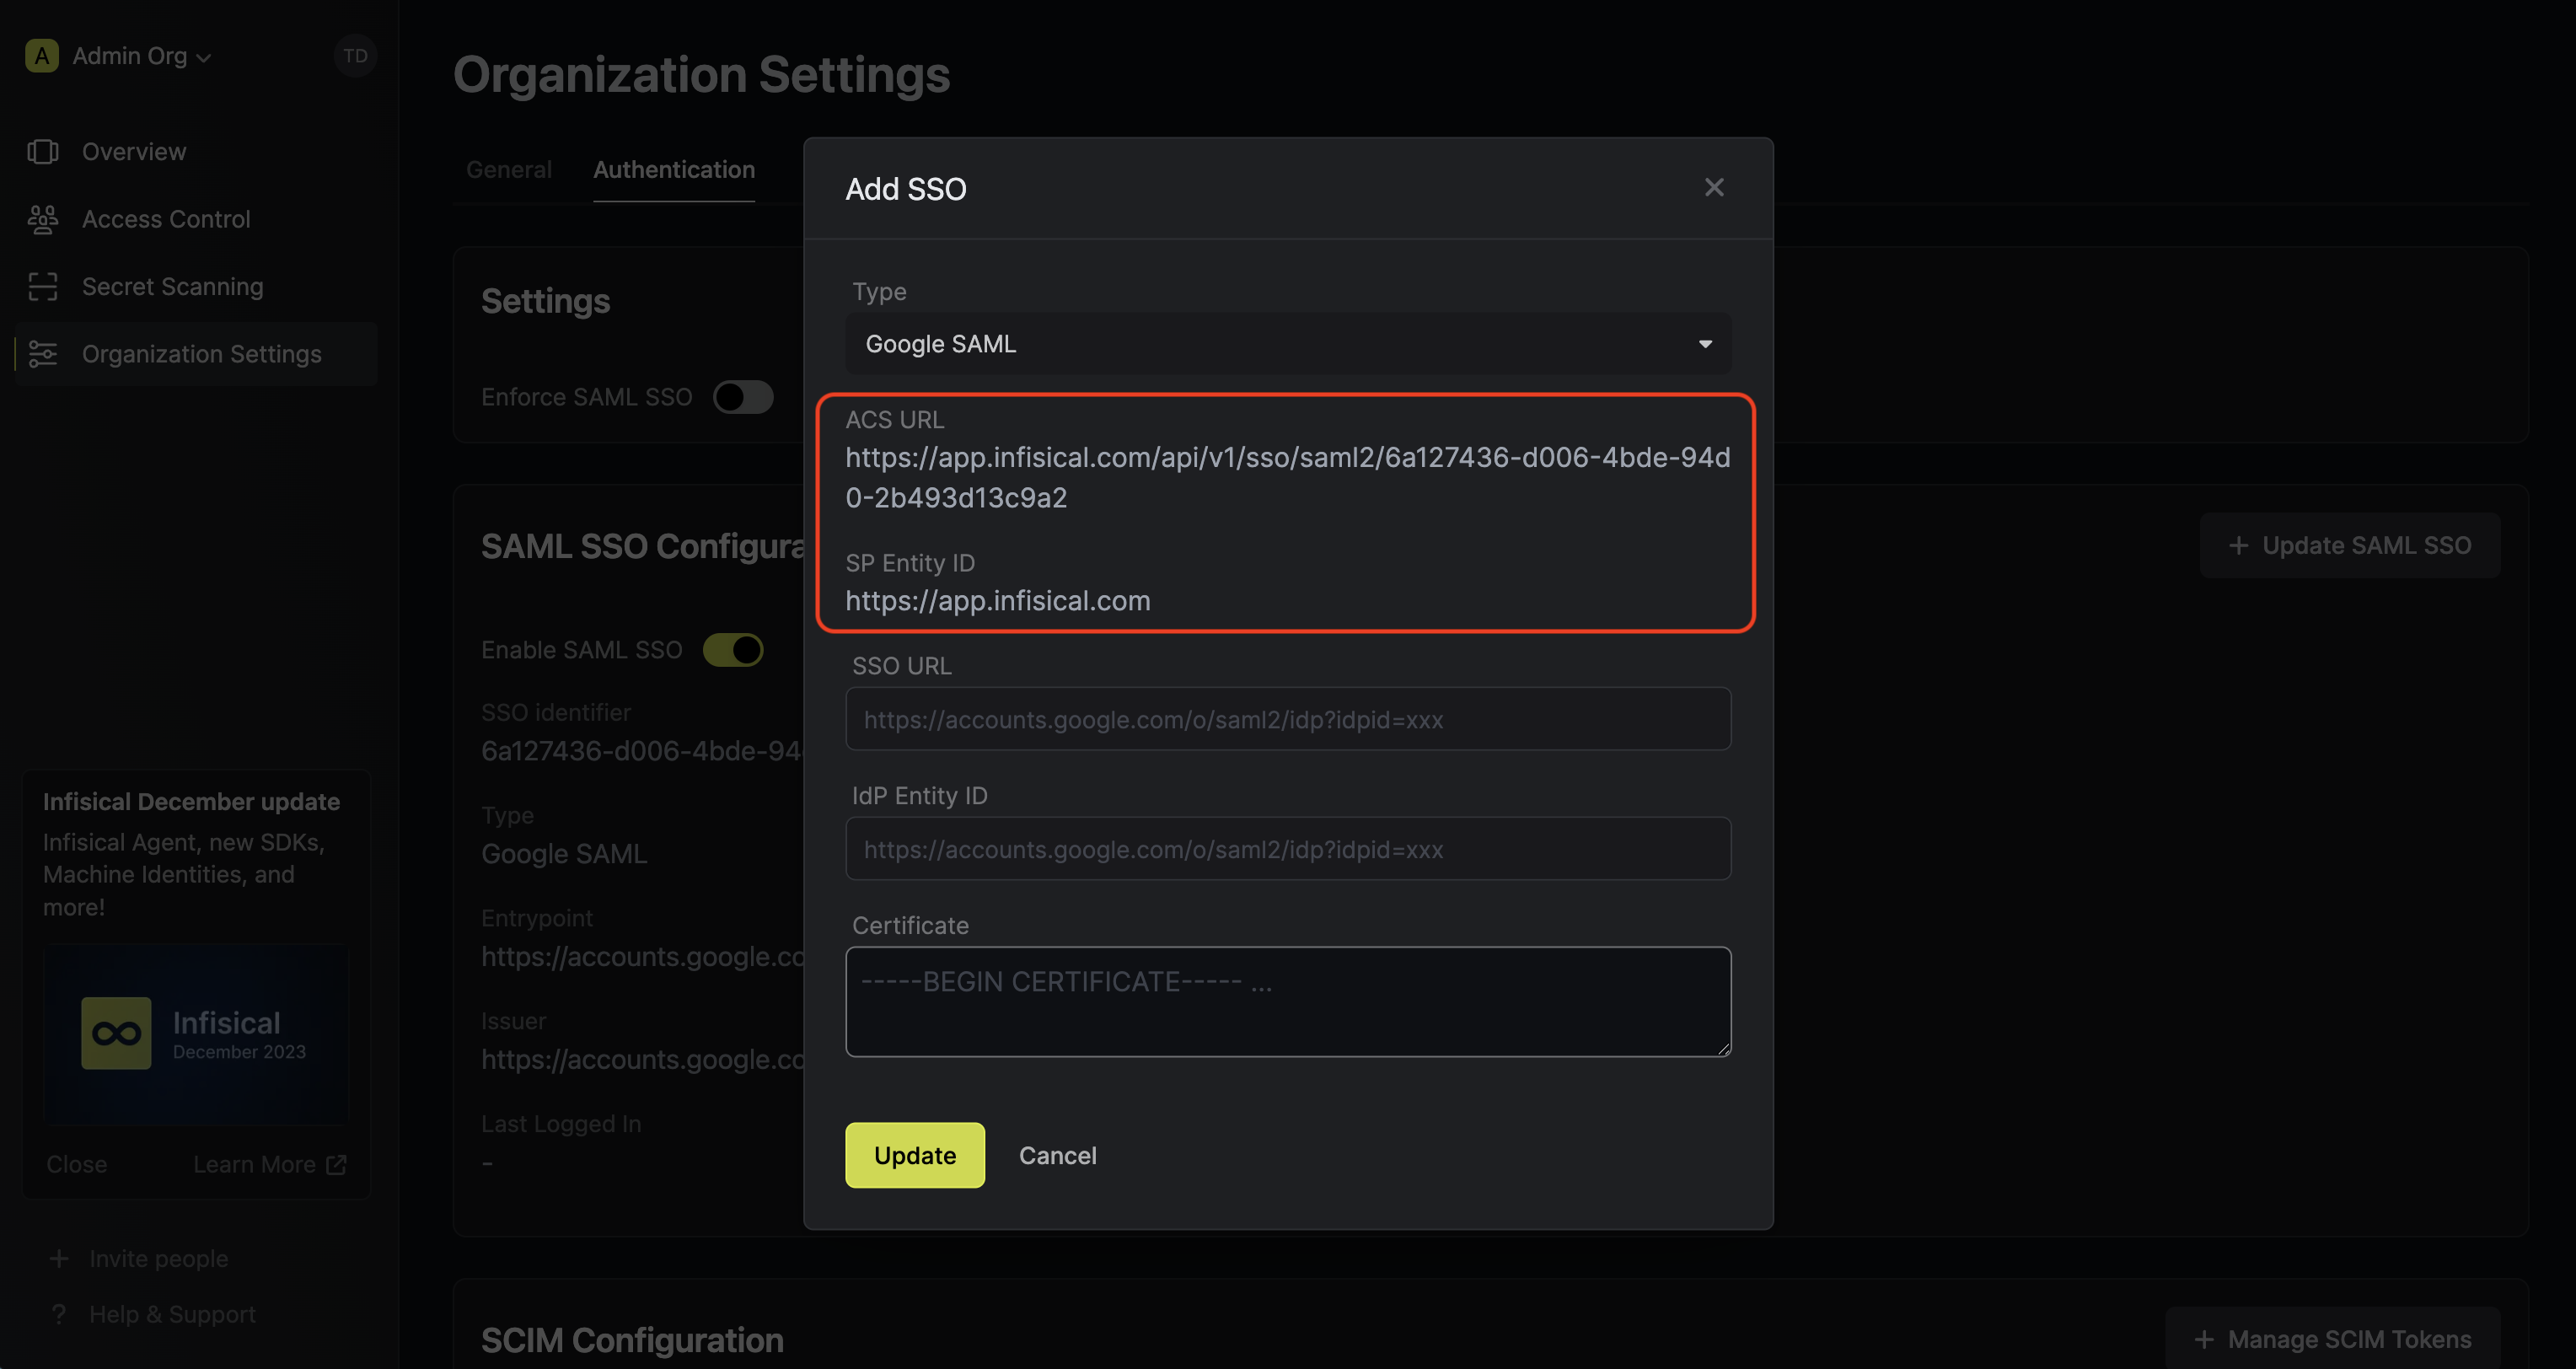 A
Admin Org
TD
Overview
Access Control
Secret Scanning
Organization Settings
Infisical December update
Infisical Agent, new SDKs,
Machine Identities, and
more!
Infisical
December 2023
Close
Learn More
+ Invite people
? Help & Support
Organization Settings
General
Authentication
Settings
Enforce SAML SSO
SAML SSO Configura
+ Update SAML SSO
Enable SAML SSO
SSO identifier
6a127436-d006-4bde-94
Type
Google SAML
Entrypoint
https://accounts.google.co
Issuer
https://accounts.google.co
Last Logged In
-
SCIM Configuration
+ Manage SCIM Tokens
Add SSO
Type
Google SAML
ACS URL
https://app.infisical.com/api/v1/sso/saml2/6a127436-d006-4bde-94d
0-2b493d13c9a2
SP Entity ID
https://app.infisical.com
SSO URL
https://accounts.google.com/o/saml2/idp?idpid=xxx
IdP Entity ID
https://accounts.google.com/o/saml2/idp?idpid=xxx
Certificate
-----BEGIN CERTIFICATE----- ...
Update
Cancel